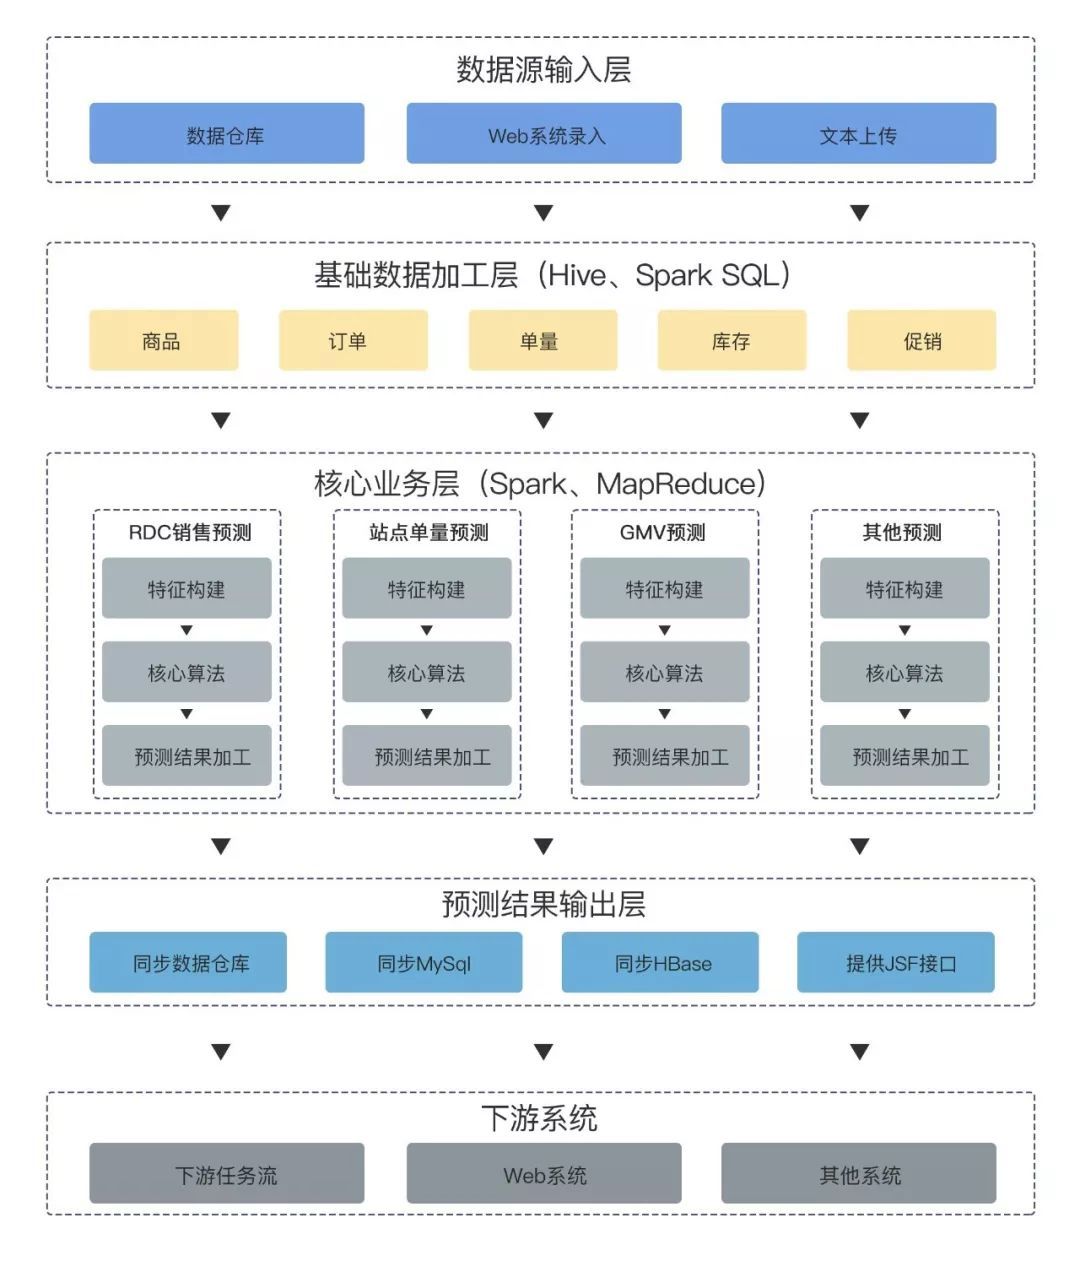 数据源输入层
数据仓库
Web系统录入
文本上传
基础数据加工层（Hive、Spark SQL）
商品
订单
单量
库存
促销
核心业务层（Spark、MapReduce）
RDC销售预测
特征构建
核心算法
预测结果加工
站点单量预测
特征构建
核心算法
预测结果加工
GMV预测
特征构建
核心算法
预测结果加工
其他预测
特征构建
核心算法
预测结果加工
预测结果输出层
同步数据仓库
同步MySql
同步HBase
提供JSF接口
下游系统
下游任务流
Web系统
其他系统